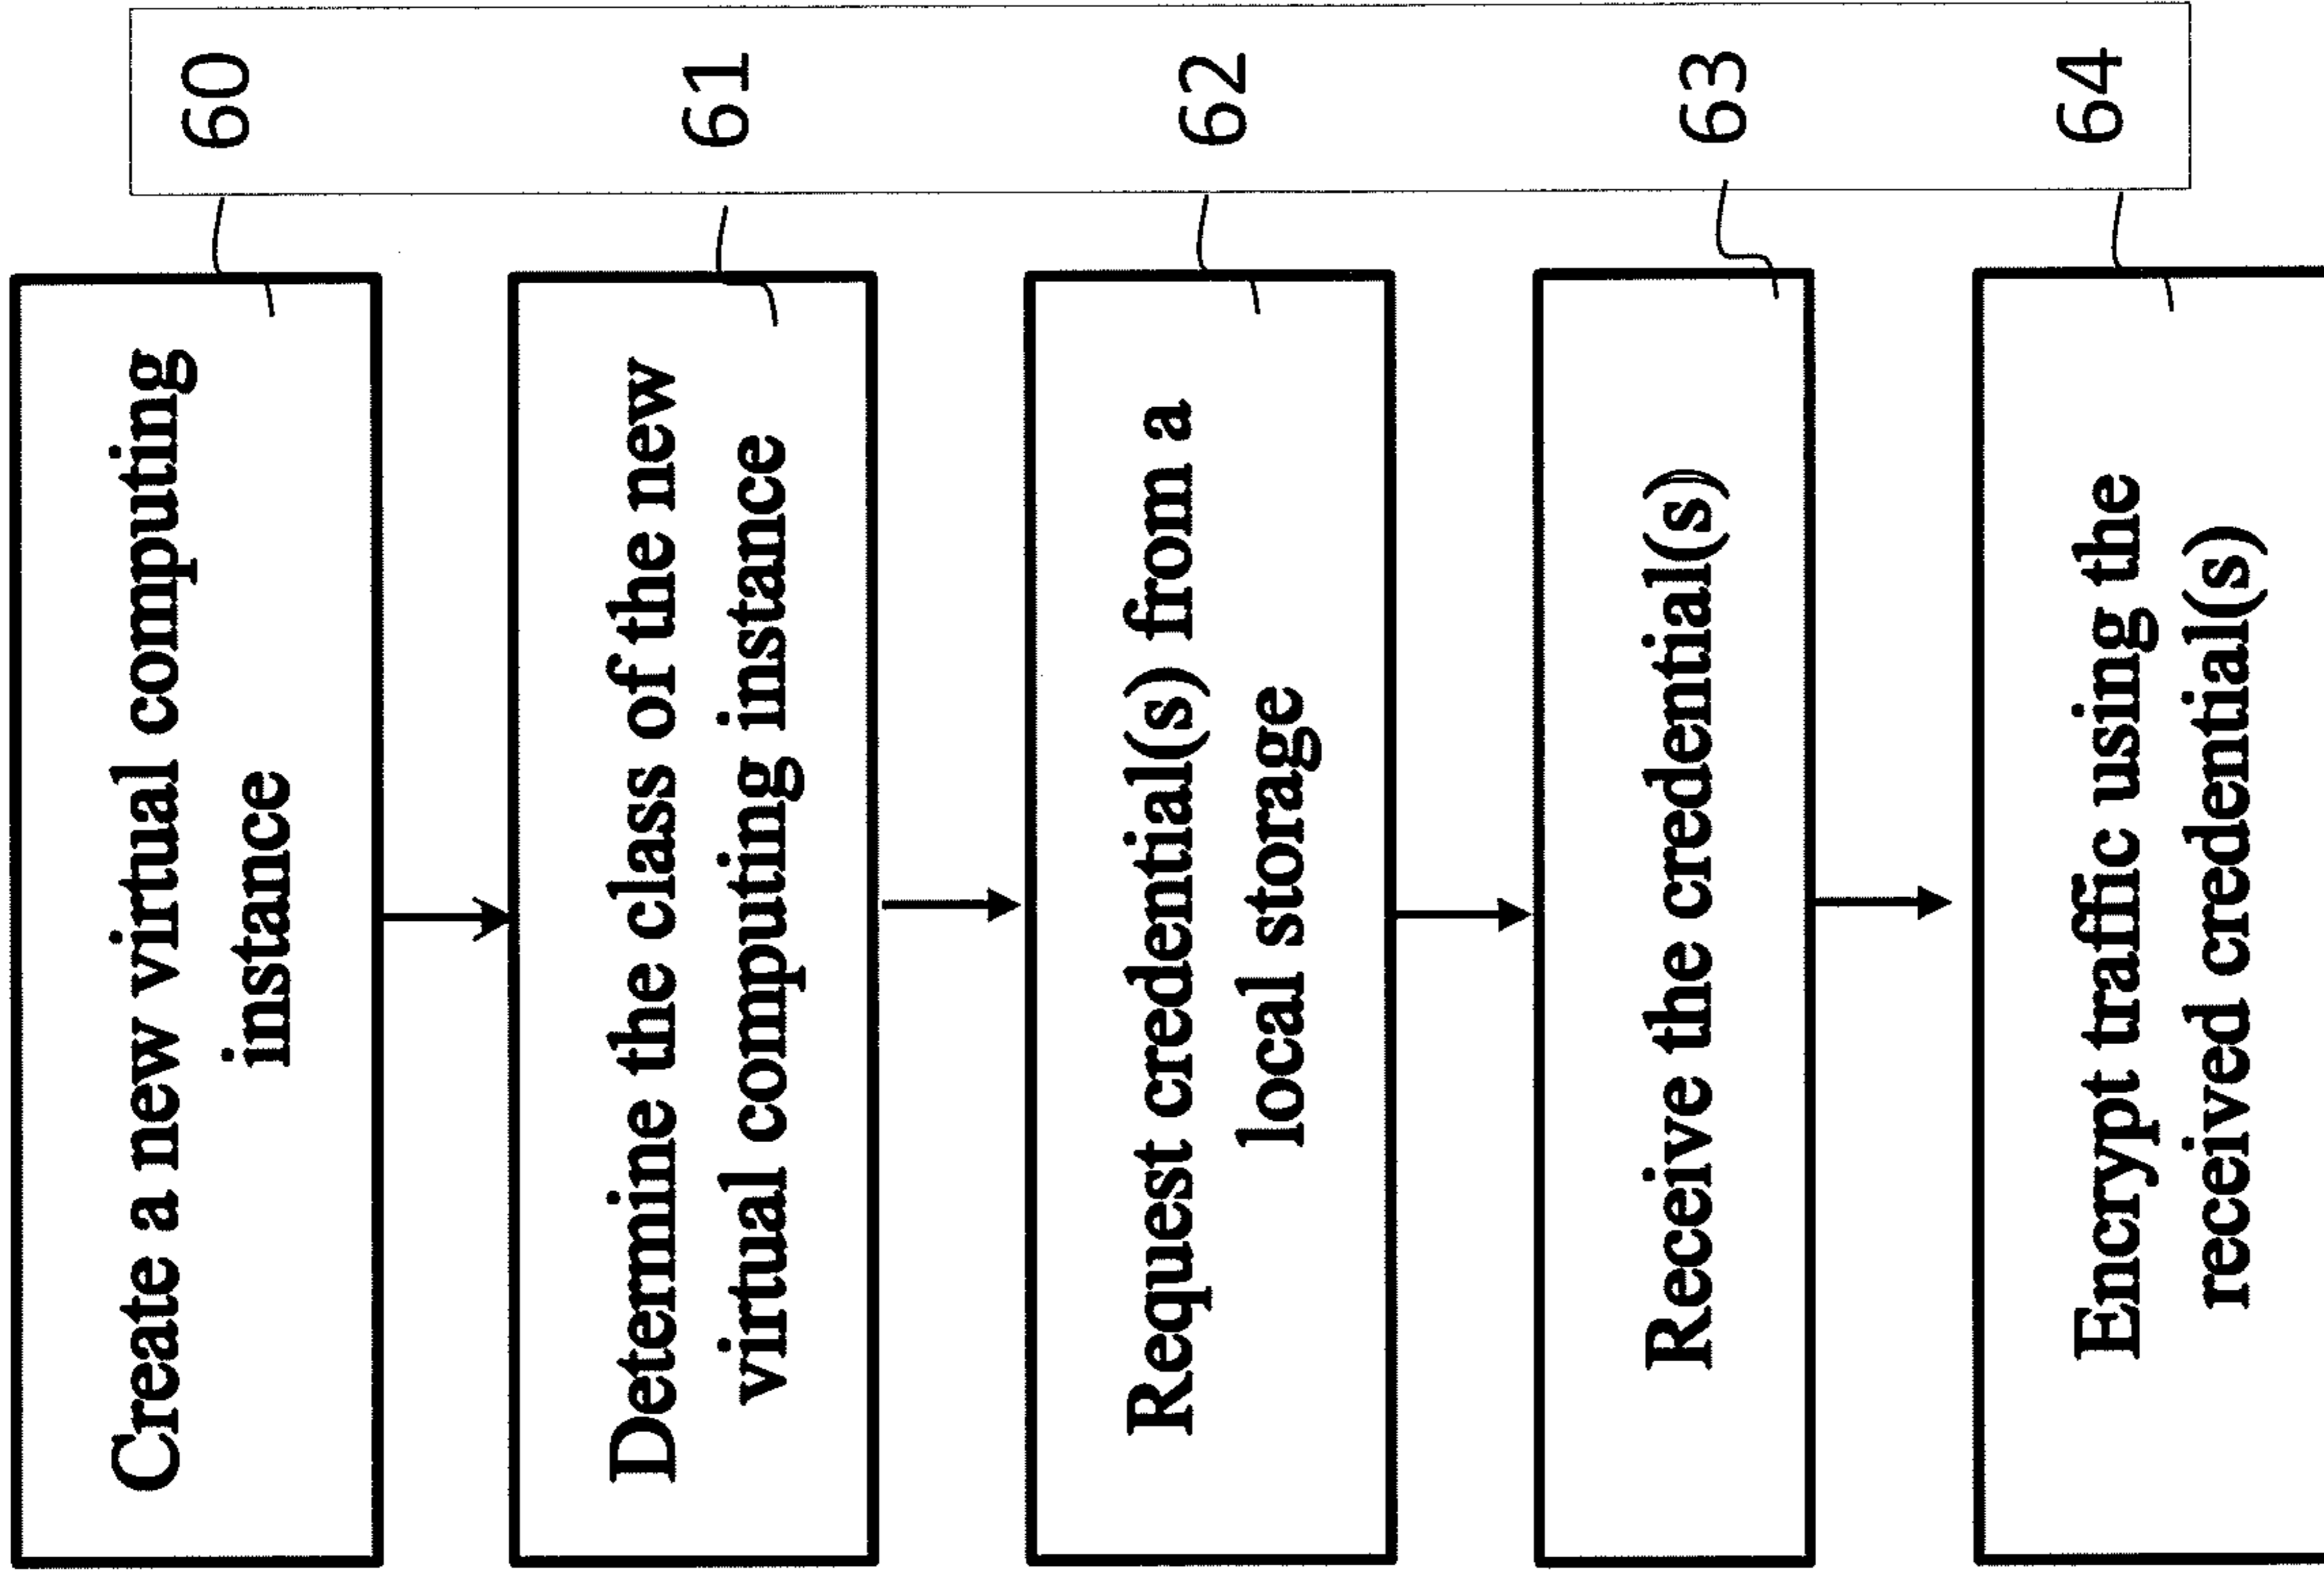 Create a new virtual computing
instance
60
Determine the class of the new
virtual computing instance
61
Request credential(s) from a
local storage
62
Receive the credential(s)
63
Encrypt traffic using the
received credential(s)
64